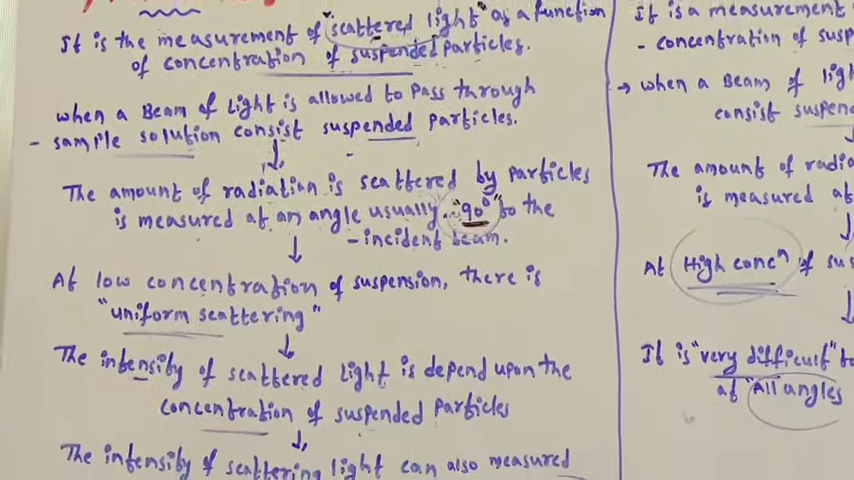 It is the measurement of "scattered light" as a function
of concentration of suspended particles.
when a Beam of Light is allowed to pass through
- sample solution consist suspended particles.
The amount of radiation is scattered by particles
is measured at an angle usually "90°" to the
- incident beam.
At low concentration of suspension, there is
"uniform scattering"
The intensity of scattered light is depend upon the
concentration of suspended particles
The intensity of scattering light can also measured
It is a measurement
- concentration of susp
→ when a Beam of ligh
consist suspen
The amount of radia
is measured at
At High concⁿ of sus
It is "very difficult" to
at "All angles